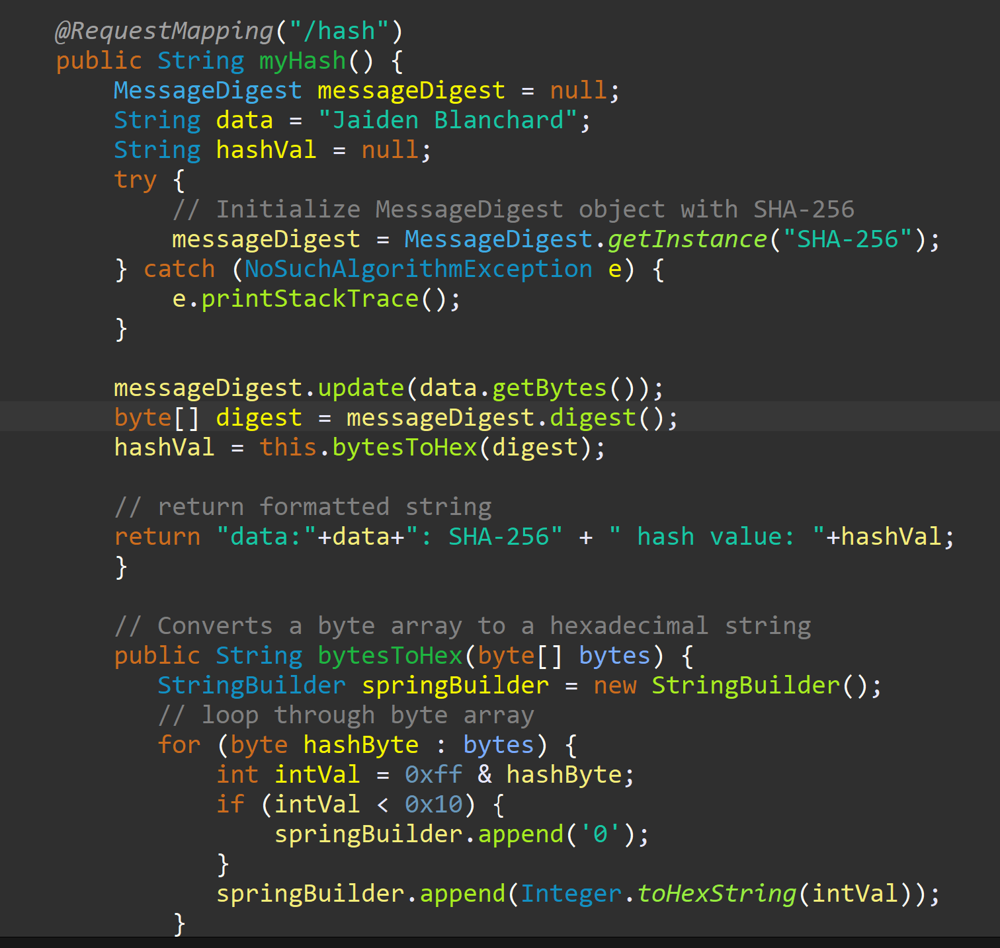 @RequestMapping("/hash")
public String myHash() {
MessageDigest messageDigest = null;
String data = "Jaiden Blanchard";
String hashVal = null;
try {
// Initialize MessageDigest object with SHA-256
messageDigest = MessageDigest.getInstance("SHA-256");
} catch (NoSuchAlgorithmException e) {
e.printStackTrace();
}
messageDigest.update(data.getBytes());
byte[] digest = messageDigest.digest();
hashVal = this.bytesToHex(digest);
// return formatted string
return "data:"+data+": SHA-256" + " hash value: "+hashVal;
}
// Converts a byte array to a hexadecimal string
public String bytesToHex(byte[] bytes) {
StringBuilder springBuilder = new StringBuilder();
// loop through byte array
for (byte hashByte : bytes) {
int intVal = 0xff & hashByte;
if (intVal < 0x10) {
springBuilder.append('0');
}
springBuilder.append(Integer.toHexString(intVal));
}